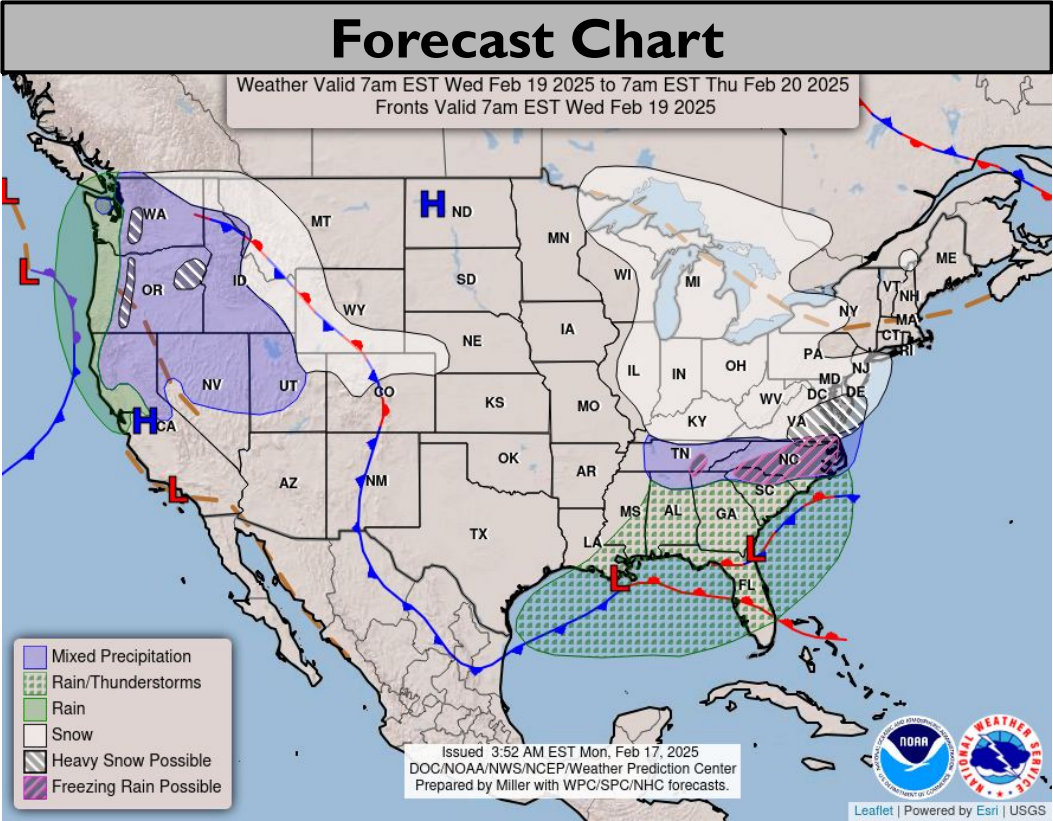 Forecast Chart
Weather Valid 7am EST Wed Feb 19 2025 to 7am EST Thu Feb 20 2025
Fronts Valid 7am EST Wed Feb 19 2025
L
H
ND
WA
MT
MN
ME
L
OR
ID
SD
WI
MI
VT
NH
WY
NY
MA
NE
IA
CT
RI
PA
NV
UT
CO
IL
IN
OH
NJ
MD
DC
DE
KS
MO
WV
H
CA
KY
VA
OK
AR
TN
NC
L
AZ
NM
SC
MS
AL
GA
TX
LA
L
L
FL
Mixed Precipitation
Rain/Thunderstorms
Rain
Snow
Heavy Snow Possible
Freezing Rain Possible
Issued 3:52 AM EST Mon, Feb 17, 2025
DOC/NOAA/NWS/NCEP/Weather Prediction Center
Prepared by Miller with WPC/SPC/NHC forecasts.
NOAA
NATIONAL WEATHER SERVICE
Leaflet | Powered by Esri | USGS